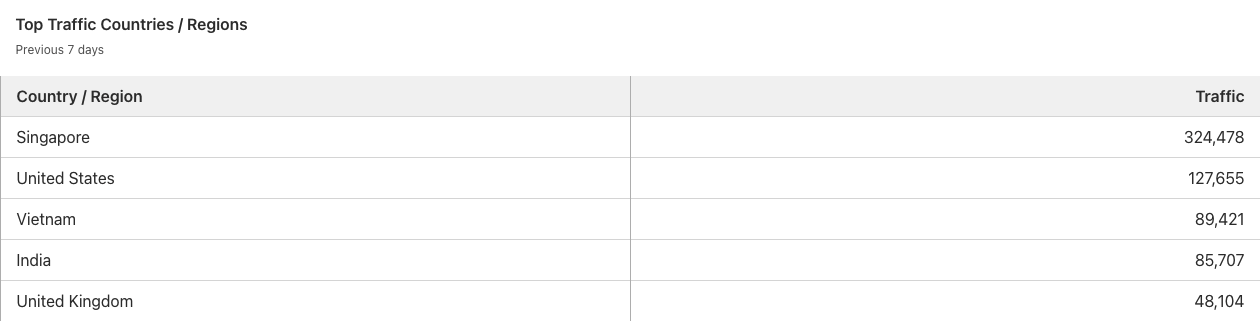 Top Traffic Countries / Regions
Previous 7 days
Country / Region Traffic
Singapore 324,478
United States 127,655
Vietnam 89,421
India 85,707
United Kingdom 48,104